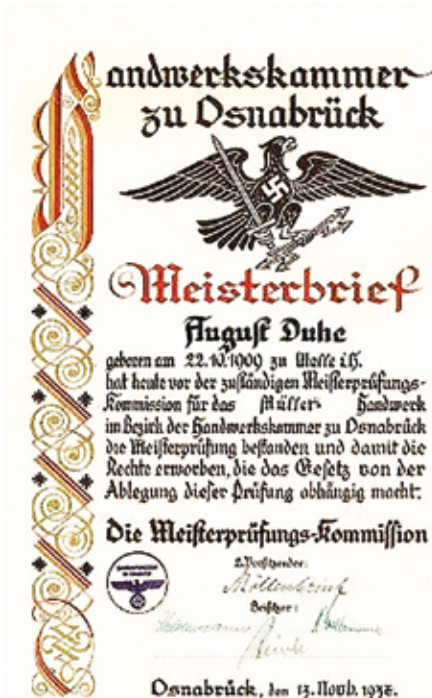 Handwerkskammer
zu Osnabrück
Meisterbrief
August Duhe
geboren am 22.10.1909 zu Melle i.H.
hat heute vor der zuständigen Meisterprüfungs-
Kommission für das Müller- Handwerk
im Bezirk der Handwerkskammer zu Osnabrück
die Meisterprüfung bestanden und damit die
Rechte erworben, die das Gesetz von der
Ablegung dieser Prüfung abhängig macht.
Die Meisterprüfungs-Kommission
2. Vorsitzender:
Möllenbrink
Beisitzer:
Osnabrück, den 13. Novb. 1937.